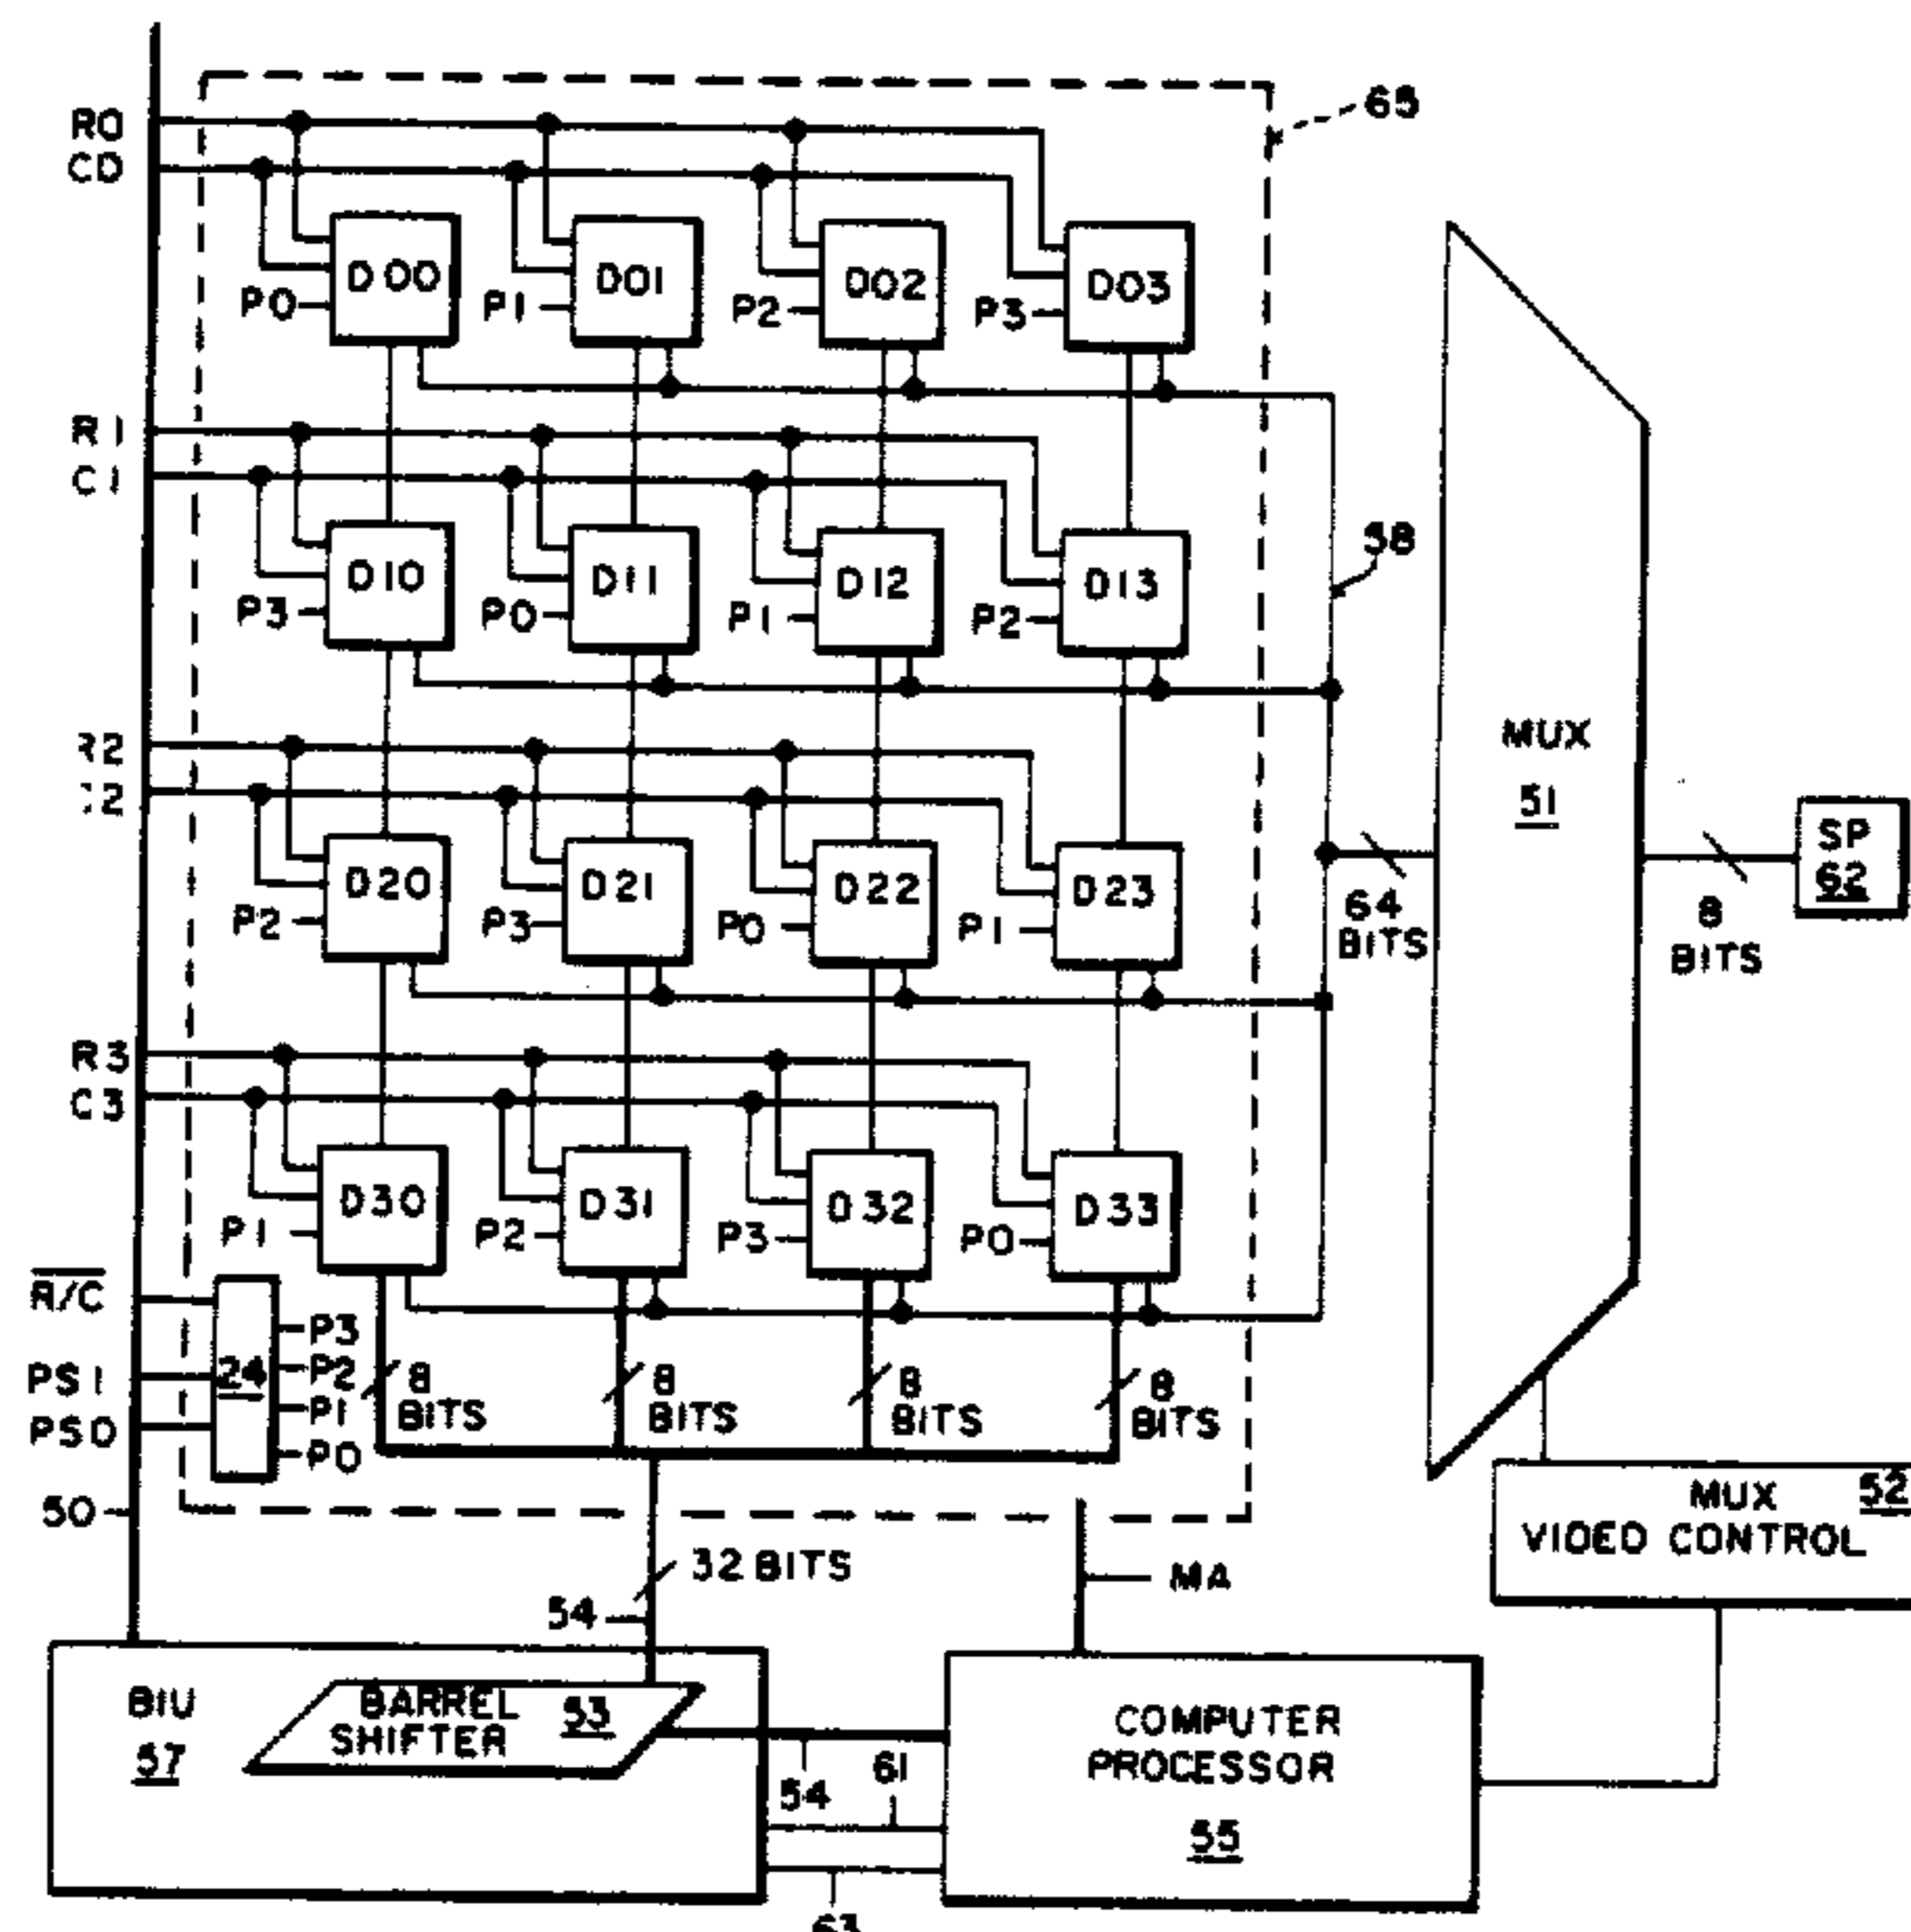 R0
65
CD
D00
D01
D02
D03
P0
P1
P2
P3
R1
C1
58
D10
D11
D12
D13
P3
P0
P1
P2
MUX
51
R2
SP
62
D20
D21
D22
D23
P2
P3
P0
P1
64
BITS
8
BITS
R3
C3
D30
D31
D32
D33
P1
P2
P3
P0
R/C
24
P3
PS1
P2
8
BITS
8
BITS
8
BITS
8
BITS
P1
PS0
P0
50
MUX 52
VIDEO CONTROL
32 BITS
MA
54
BIU
57
BARREL
SHIFTER
53
COMPUTER
PROCESSOR
55
54
61
63